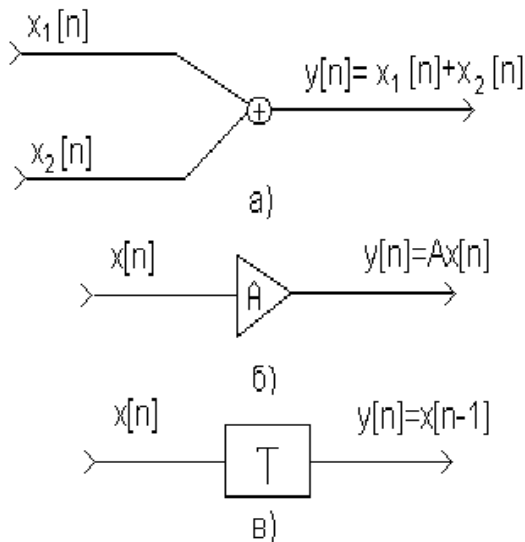 x₁[n]
y[n]= x₁[n]+x₂[n]
+
x₂[n]
а)
x[n]
y[n]=Ax[n]
A
б)
x[n]
y[n]=x[n-1]
T
в)